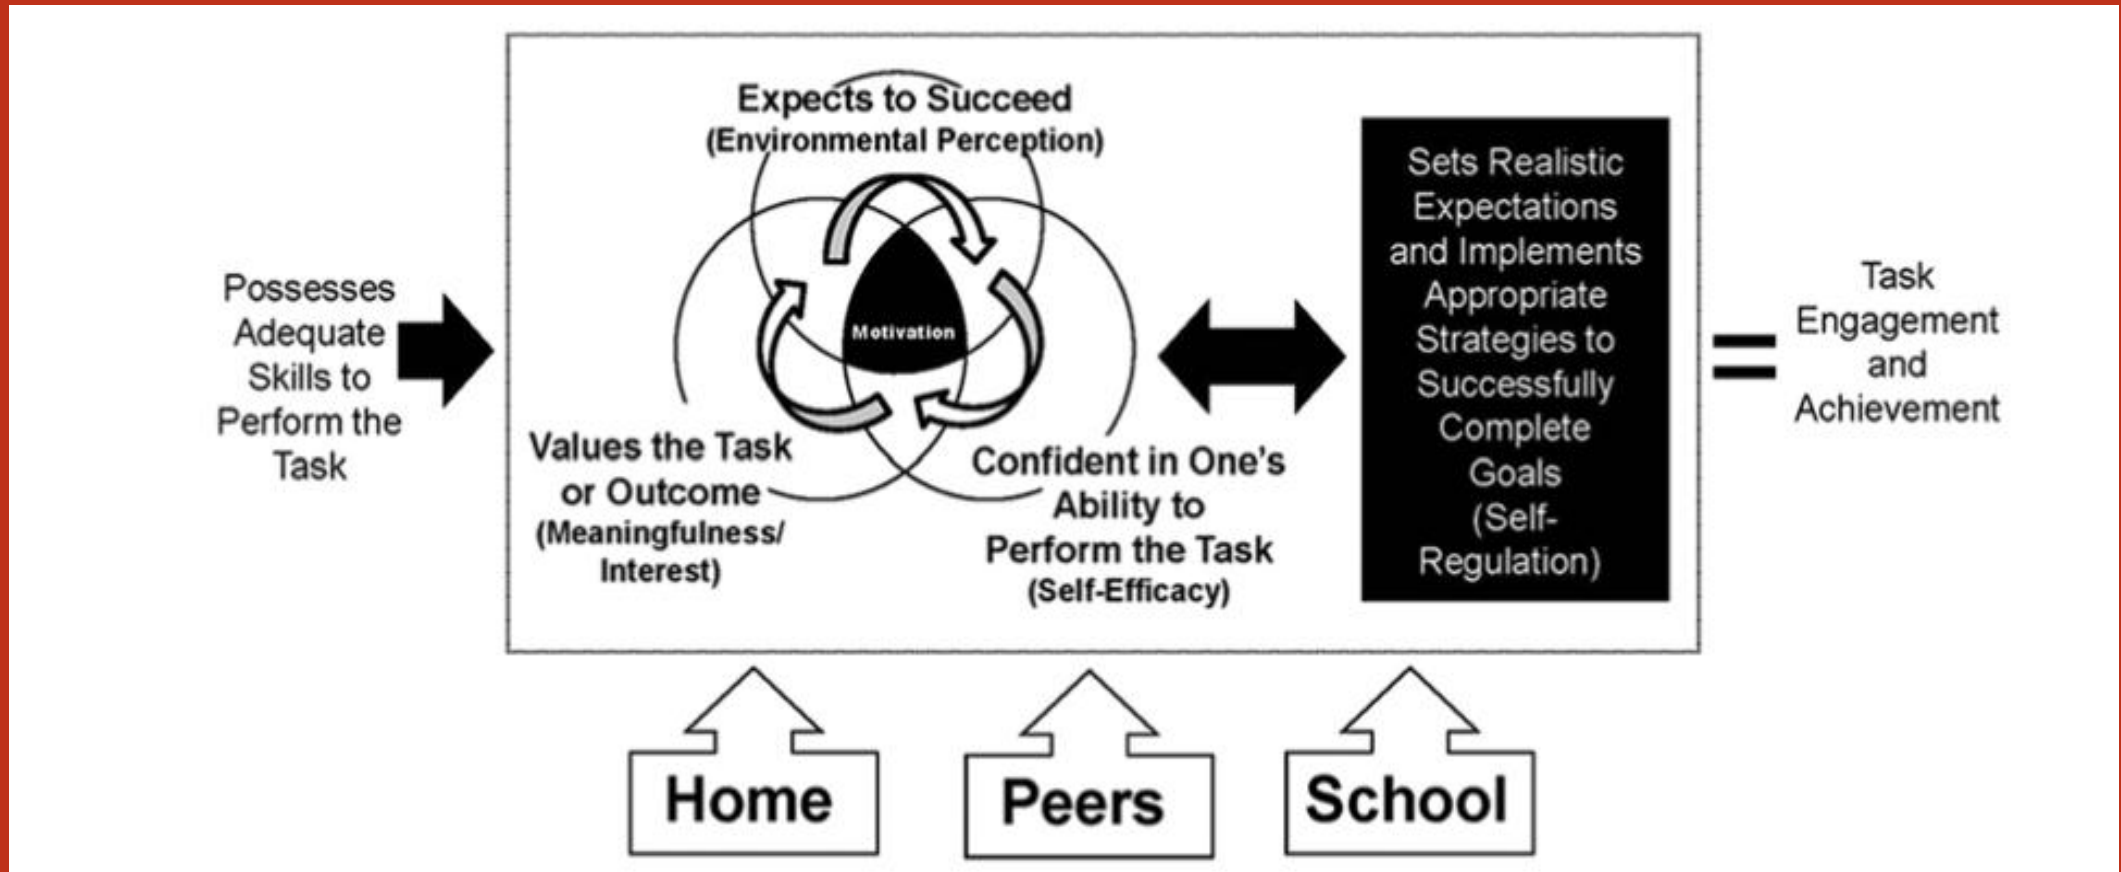 Possesses
Adequate
Skills to
Perform the
Task
Expects to Succeed
(Environmental Perception)
Motivation
Values the Task
or Outcome
(Meaningfulness/
Interest)
Confident in One's
Ability to
Perform the Task
(Self-Efficacy)
Sets Realistic
Expectations
and Implements
Appropriate
Strategies to
Successfully
Complete
Goals
(Self-
Regulation)
Task
Engagement
and
Achievement
Home
Peers
School